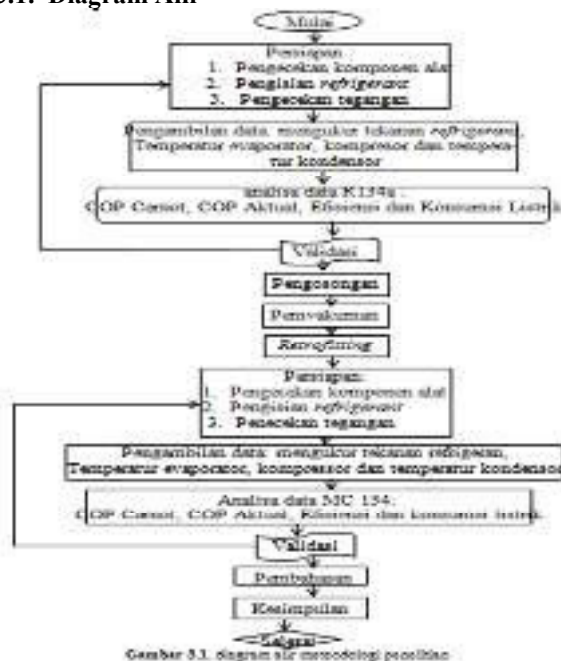 3.1. Diagram Alir
Mulai
Persiapan
1. Pengecekan komponen alat
2. Pengisian refrigerant
3. Pengecekan tegangan
Pengambilan data: mengukur tekanan refrigerant,
Temperatur evaporator, kompresor dan tempera-
tur kondensor
analisa data R134a :
COP Carnot, COP Aktual, Efisiensi dan Konsumsi Listrik
Validasi
Pengosongan
Pemvakuman
Retrofitting
Persiapan:
1. Pengecekan komponen alat
2. Pengisian refrigerant
3. Penecekan tegangan
Pengambilan data: mengukur tekanan refrigeran,
Temperatur evaporator, kompressor dan temperatur kondensor
Analisa data MC 134:
COP Carnot, COP Aktual, Efisiensi dan konsumsi listrik
Validasi
Pembahasan
Kesimpulan
Selesai
Gambar 3.1. diagram alir metodologi penelitian